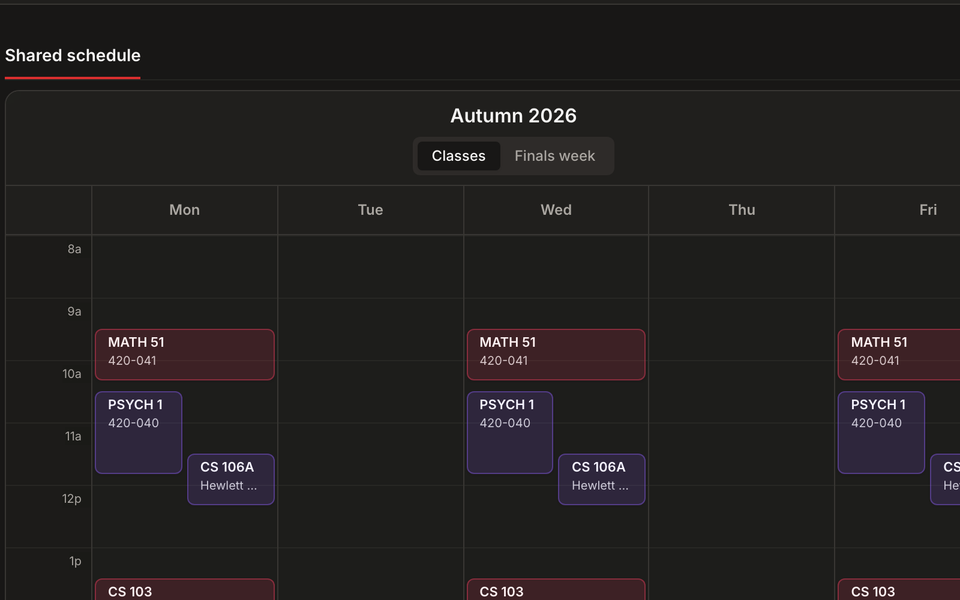 Shared schedule
Autumn 2026
Classes Finals week
Mon Tue Wed Thu Fri
8a
9a
MATH 51 MATH 51 MATH 51
420-041 420-041 420-041
10a
PSYCH 1 PSYCH 1 PSYCH 1
420-040 420-040 420-040
11a
CS 106A CS 106A CS
Hewlett ... Hewlett ... He
12p
1p
CS 103 CS 103 CS 103